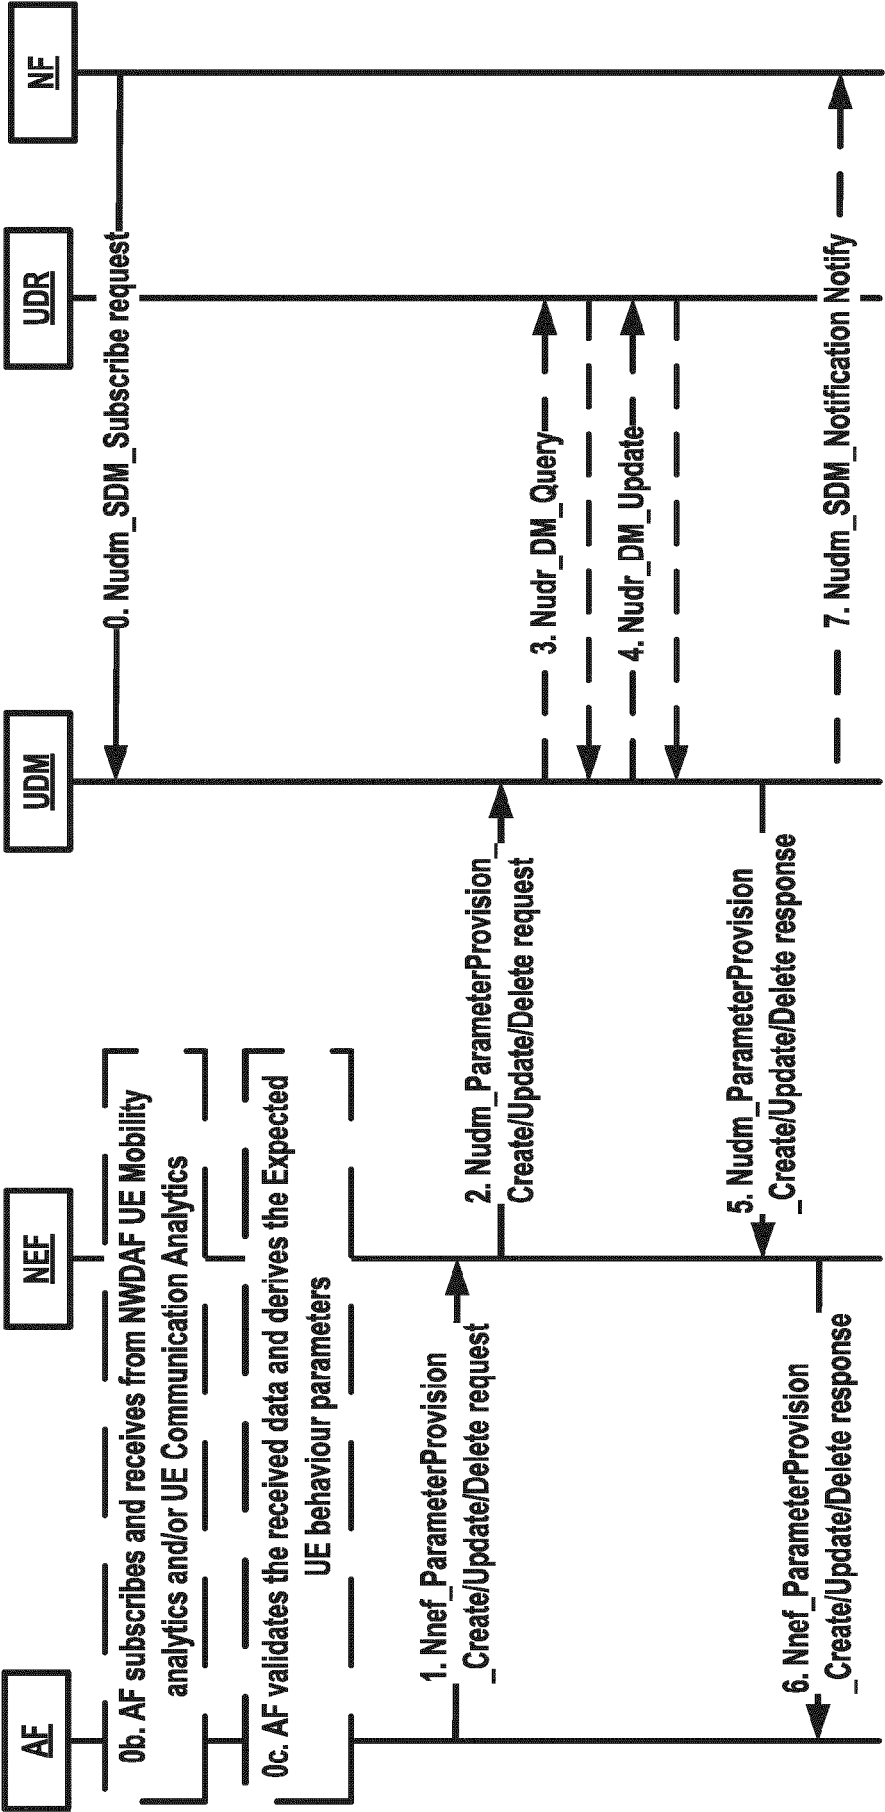 AF
NEF
UDM
UDR
NF
0. Nudm_SDM_Subscribe request
0b. AF subscribes and receives from NWDAF UE Mobility
analytics and/or UE Communication Analytics
0c. AF validates the received data and derives the Expected
UE behaviour parameters
1. Nnef_ParameterProvision
_Create/Update/Delete request
2. Nudm_ParameterProvision_
Create/Update/Delete request
3. Nudr_DM_Query
4. Nudr_DM_Update
5. Nudm_ParameterProvision
_Create/Update/Delete response
6. Nnef_ParameterProvision
_Create/Update/Delete response
7. Nudm_SDM_Notification Notify